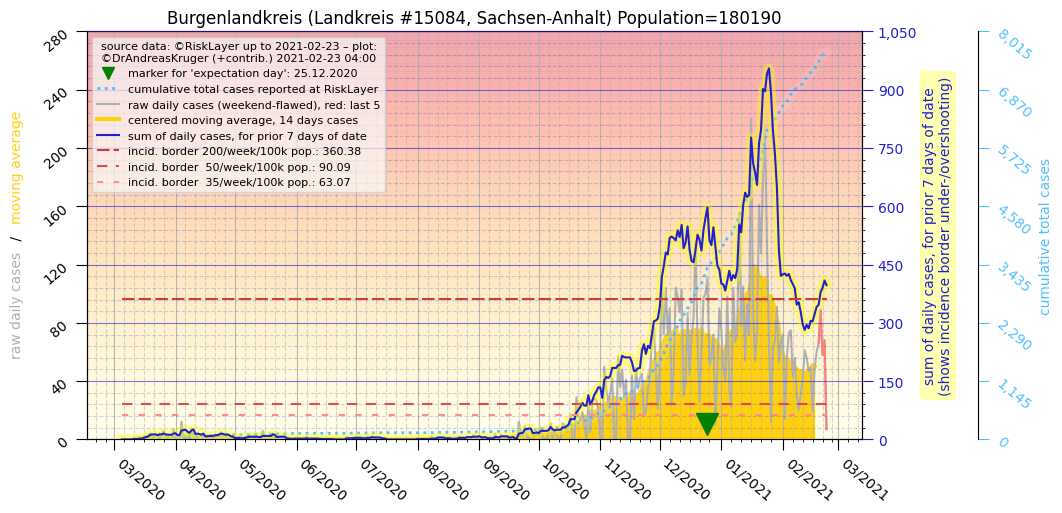 Burgenlandkreis (Landkreis #15084, Sachsen-Anhalt) Population=180190
source data: ©RiskLayer up to 2021-02-23 – plot:
©DrAndreasKruger (+contrib.) 2021-02-23 04:00
marker for 'expectation day': 25.12.2020
cumulative total cases reported at RiskLayer
raw daily cases (weekend-flawed), red: last 5
centered moving average, 14 days cases
sum of daily cases, for prior 7 days of date
incid. border 200/week/100k pop.: 360.38
incid. border 50/week/100k pop.: 90.09
incid. border 35/week/100k pop.: 63.07
raw daily cases / moving average
280
240
200
160
120
80
40
0
03/2020
04/2020
05/2020
06/2020
07/2020
08/2020
09/2020
10/2020
11/2020
12/2020
01/2021
02/2021
03/2021
1,050
900
750
600
450
300
150
0
sum of daily cases, for prior 7 days of date
(shows incidence border under-/overshooting)
8,015
6,870
5,725
4,580
3,435
2,290
1,145
0
cumulative total cases